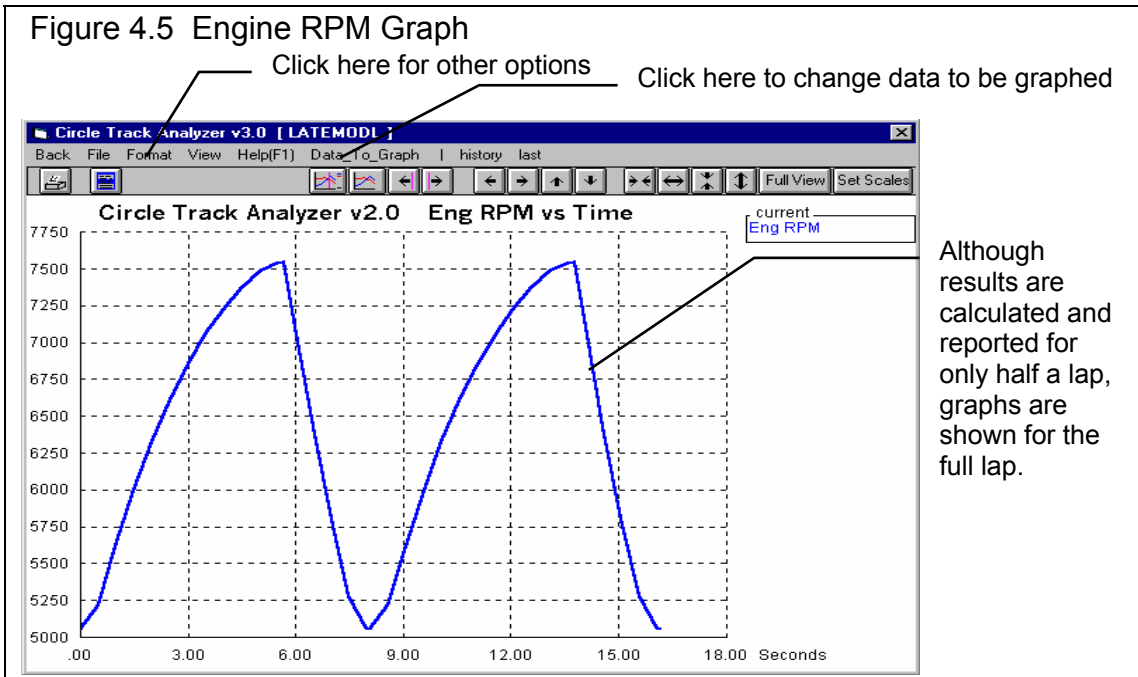 Figure 4.5  Engine RPM Graph
Click here for other options
Click here to change data to be graphed
Circle Track Analyzer v3.0  [ LATEMODL ]
Back  File  Format  View  Help(F1)  Data_To_Graph  |  history  last
Full View  Set Scales
Circle Track Analyzer v2.0  Eng RPM vs Time
current
Eng RPM
7750
7500
7250
7000
6750
6500
6250
6000
5750
5500
5250
5000
.00  3.00  6.00  9.00  12.00  15.00  18.00  Seconds
Although
results are
calculated and
reported for
only half a lap,
graphs are
shown for the
full lap.